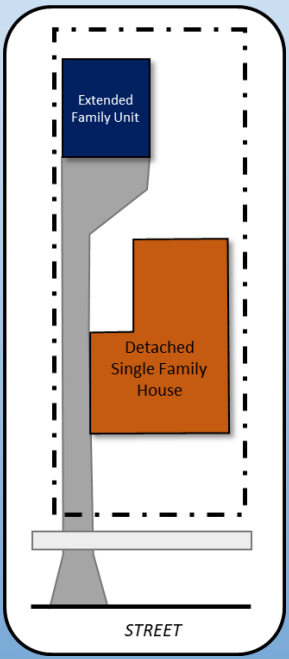 Extended
Family Unit
Detached
Single Family
House
STREET